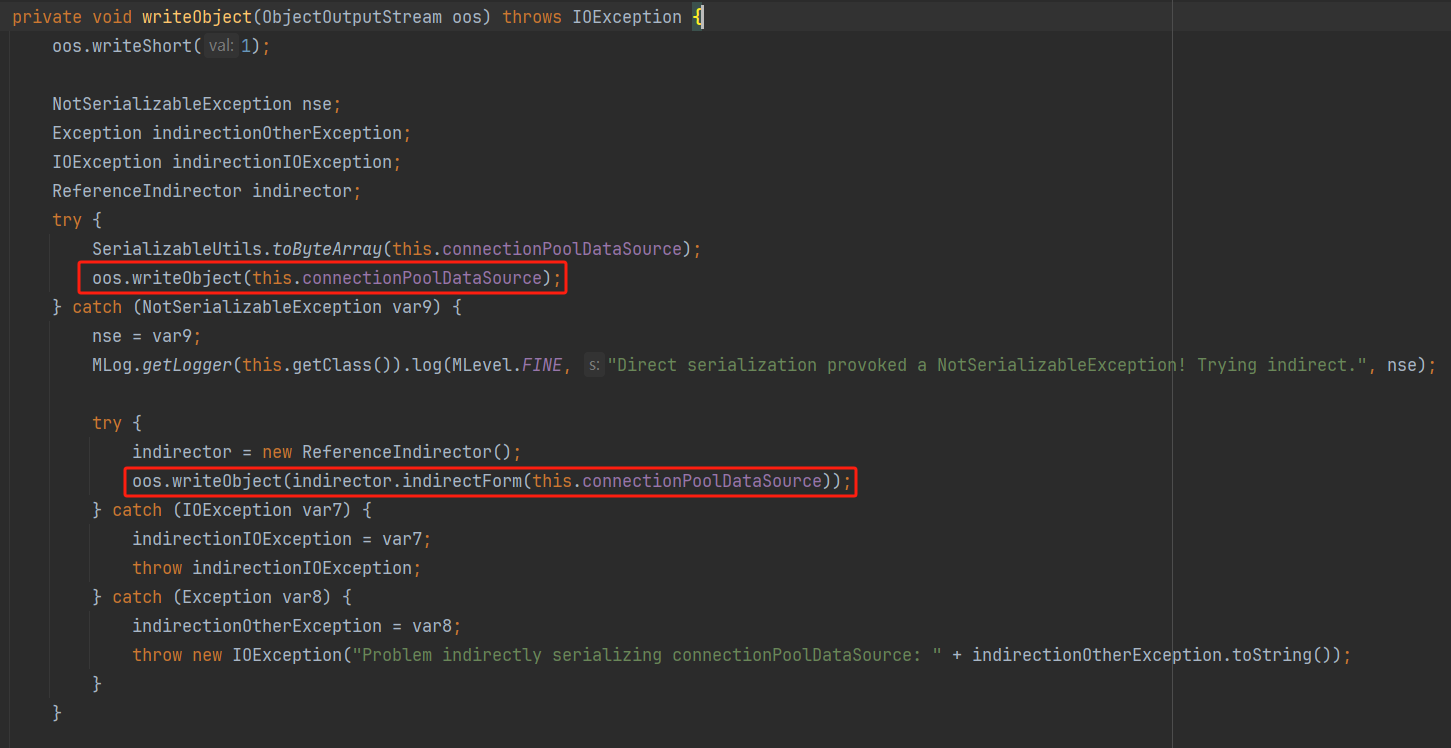 private void writeObject(ObjectOutputStream oos) throws IOException {
    oos.writeShort( val: 1);

    NotSerializableException nse;
    Exception indirectionOtherException;
    IOException indirectionIOException;
    ReferenceIndirector indirector;
    try {
        SerializableUtils.toByteArray(this.connectionPoolDataSource);
        oos.writeObject(this.connectionPoolDataSource);
    } catch (NotSerializableException var9) {
        nse = var9;
        MLog.getLogger(this.getClass()).log(MLevel.FINE, s: "Direct serialization provoked a NotSerializableException! Trying indirect.", nse);

        try {
            indirector = new ReferenceIndirector();
            oos.writeObject(indirector.indirectForm(this.connectionPoolDataSource));
        } catch (IOException var7) {
            indirectionIOException = var7;
            throw indirectionIOException;
        } catch (Exception var8) {
            indirectionOtherException = var8;
            throw new IOException("Problem indirectly serializing connectionPoolDataSource: " + indirectionOtherException.toString());
        }
    }